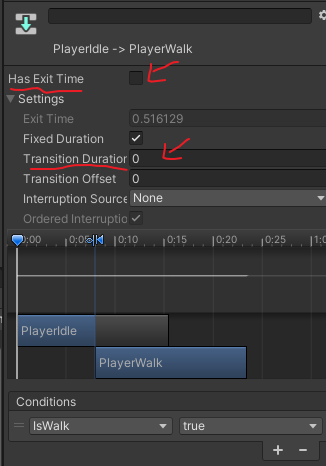 PlayerIdle -> PlayerWalk
Has Exit Time
Settings
Exit Time 0.516129
Fixed Duration
Transition Duration 0
Transition Offset 0
Interruption Source None
Ordered Interruptio
0:00 0:05 0:10 0:15 0:20 0:25 1:0
PlayerIdle
PlayerWalk
Conditions
IsWalk true
+ -